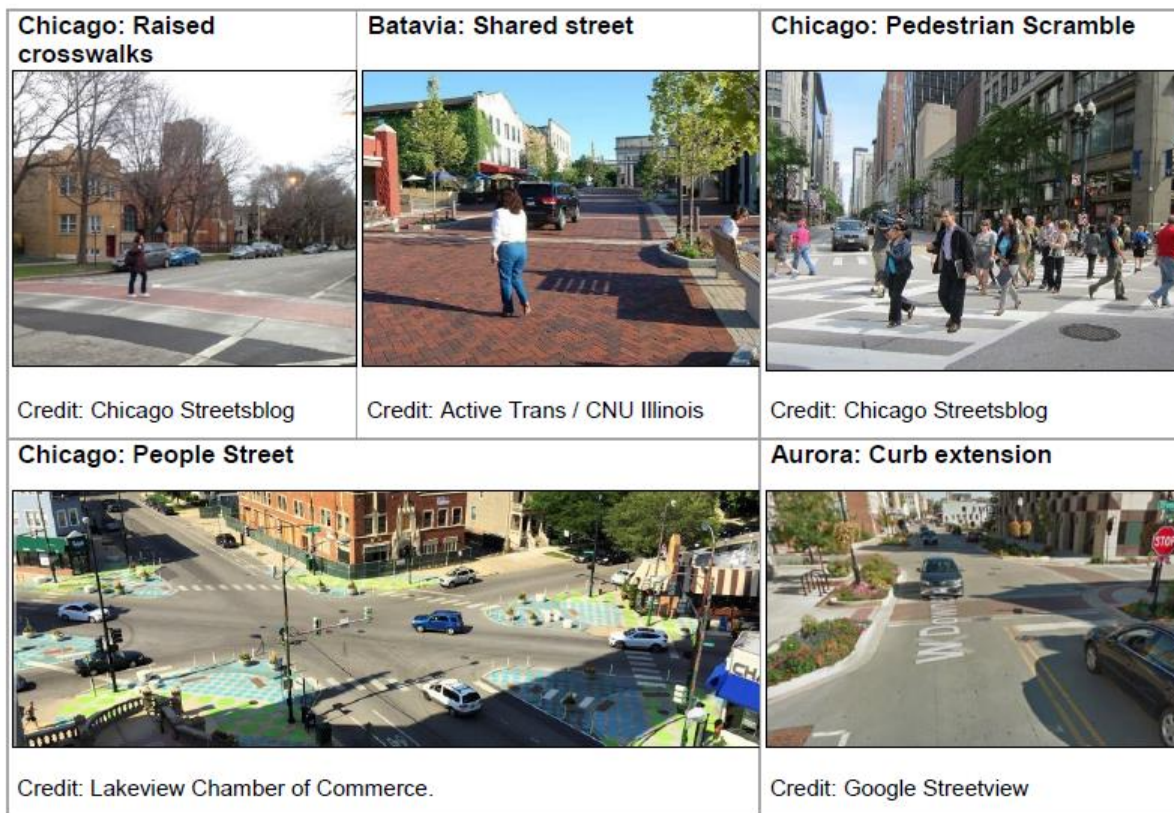 Chicago: Raised
crosswalks
Batavia: Shared street
Chicago: Pedestrian Scramble
Credit: Chicago Streetsblog
Credit: Active Trans / CNU Illinois
Credit: Chicago Streetsblog
Chicago: People Street
Aurora: Curb extension
STOP
Credit: Lakeview Chamber of Commerce.
Credit: Google Streetview